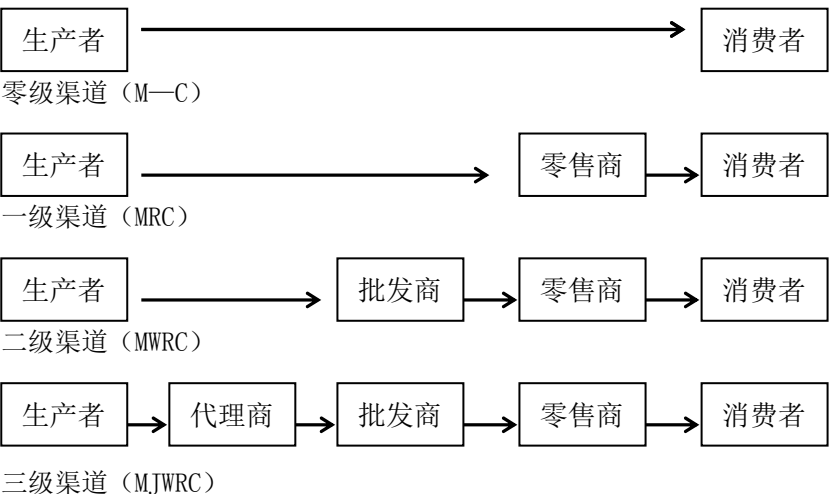 生产者 消费者
零级渠道（M—C）
生产者 零售商 消费者
一级渠道（MRC）
生产者 批发商 零售商 消费者
二级渠道（MWRC）
生产者 代理商 批发商 零售商 消费者
三级渠道（MJWRC）